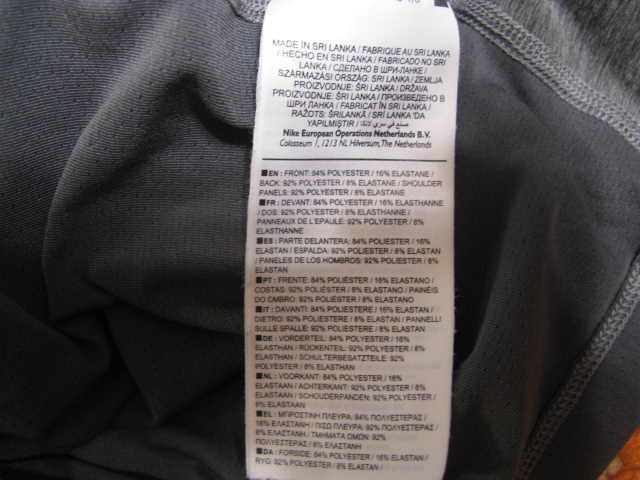 MADE IN SRI LANKA / FABRIQUE AU SRI LANKA
/ HECHO EN SRI LANKA / FABRICADO NO SRI
LANKA / СДЕЛАНО В ШРИ-ЛАНКЕ /
SZÁRMAZÁSI ORSZÁG: SRI LANKA / ZEMLJA
PROIZVODNJE: ŠRI LANKA / DRŽAVA
PROIZVODNJE: ŠRI LANKA / ПРОИЗВЕДЕНО В
ШРИ ЛАНКА / FABRICAT ÎN SRI LANKA /
RAŽOTS: ŠRILANKĀ / SRI LANKA'DA
YAPILMIŞTIR / صنع في سري لانكا
Nike European Operations Netherlands B.V.
Colosseum 1, 1213 NL Hilversum, The Netherlands
EN : FRONT: 84% POLYESTER / 16% ELASTANE /
BACK: 92% POLYESTER / 8% ELASTANE / SHOULDER
PANELS: 92% POLYESTER / 8% ELASTANE
FR : DEVANT: 84% POLYESTER / 16% ELASTHANNE
/ DOS: 92% POLYESTER / 8% ELASTHANNE /
PANNEAUX DE L'EPAULE: 92% POLYESTER / 8%
ELASTHANNE
ES : PARTE DELANTERA: 84% POLIESTER / 16%
ELASTAN / ESPALDA: 92% POLIESTER / 8% ELASTAN
/ PANELES DE LOS HOMBROS: 92% POLIESTER / 8%
ELASTAN
PT : FRENTE: 84% POLIÉSTER / 16% ELASTANO /
COSTAS: 92% POLIÉSTER / 8% ELASTANO / PAINÉIS
DO OMBRO: 92% POLIÉSTER / 8% ELASTANO
IT : DAVANTI: 84% POLIESTERE / 16% ELASTAN /
DIETRO: 92% POLIESTERE / 8% ELASTAN / PANNELLI
SULLE SPALLE: 92% POLIESTERE / 8% ELASTAN
DE : VORDERTEIL: 84% POLYESTER / 16%
ELASTHAN / RÜCKENTEIL: 92% POLYESTER / 8%
ELASTHAN / SCHULTERBESATZTEILE: 92%
POLYESTER / 8% ELASTHAN
NL : VOORKANT: 84% POLYESTER / 16%
ELASTAAN / ACHTERKANT: 92% POLYESTER / 8%
ELASTAAN / SCHOUDERPANDEN: 92% POLYESTER /
8% ELASTAAN
EL : ΜΠΡΟΣΤΙΝΗ ΠΛΕΥΡΑ: 84% ΠΟΛΥΕΣΤΕΡΑΣ /
16% ΕΛΑΣΤΑΝΗ / ΠΙΣΩ ΠΛΕΥΡΑ: 92% ΠΟΛΥΕΣΤΕΡΑΣ /
8% ΕΛΑΣΤΑΝΗ / ΤΜΗΜΑΤΑ ΩΜΩΝ: 92%
ΠΟΛΥΕΣΤΕΡΑΣ / 8% ΕΛΑΣΤΑΝΗ
DA : FORSIDE: 84% POLYESTER / 16% ELASTAN /
RYG: 92% POLYESTER / 8% ELASTAN /